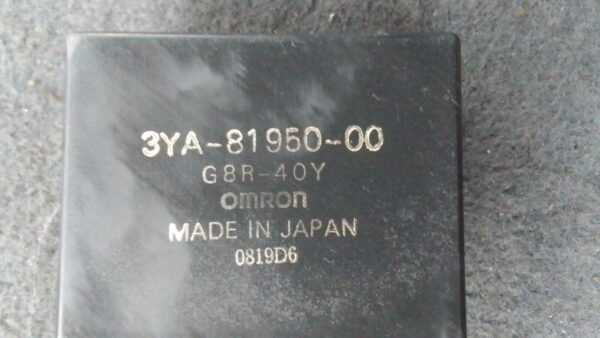 3YA-81950-00
G8R-40Y
omron
MADE IN JAPAN
0819D6